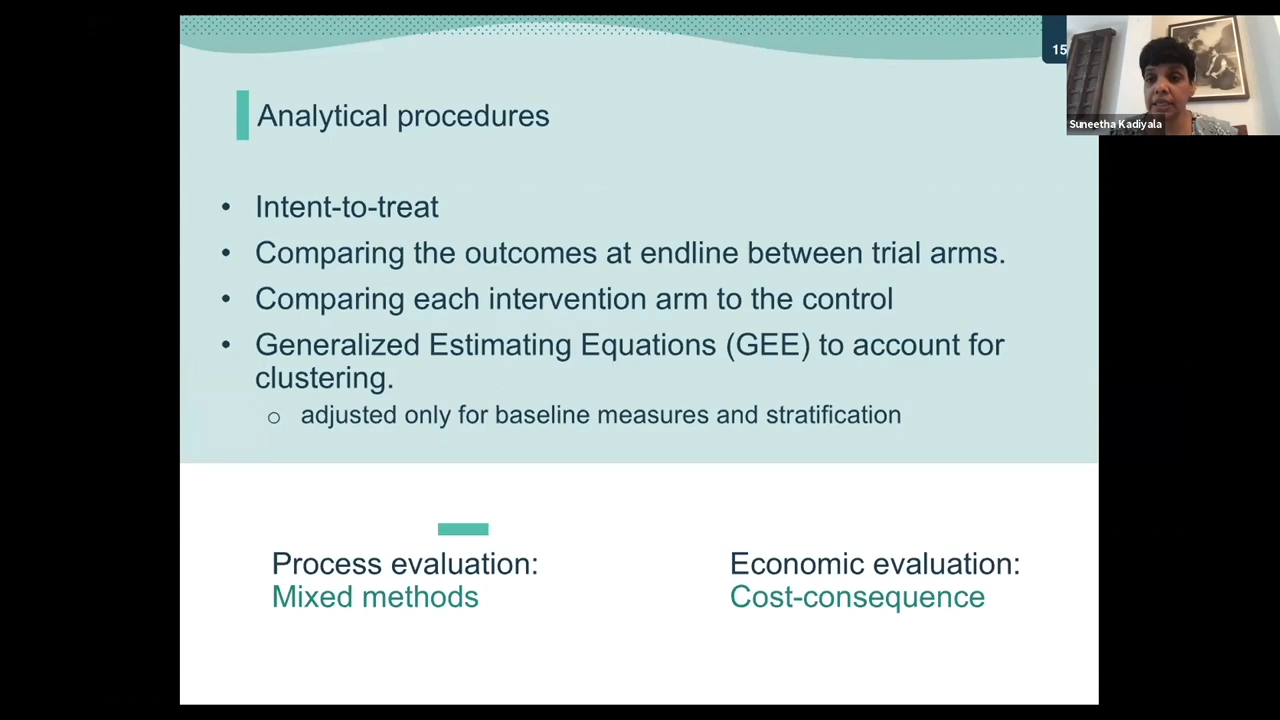 15
Suneetha Kadiyala
Analytical procedures
• Intent-to-treat
• Comparing the outcomes at endline between trial arms.
• Comparing each intervention arm to the control
• Generalized Estimating Equations (GEE) to account for
clustering.
o adjusted only for baseline measures and stratification
Process evaluation:
Mixed methods
Economic evaluation:
Cost-consequence